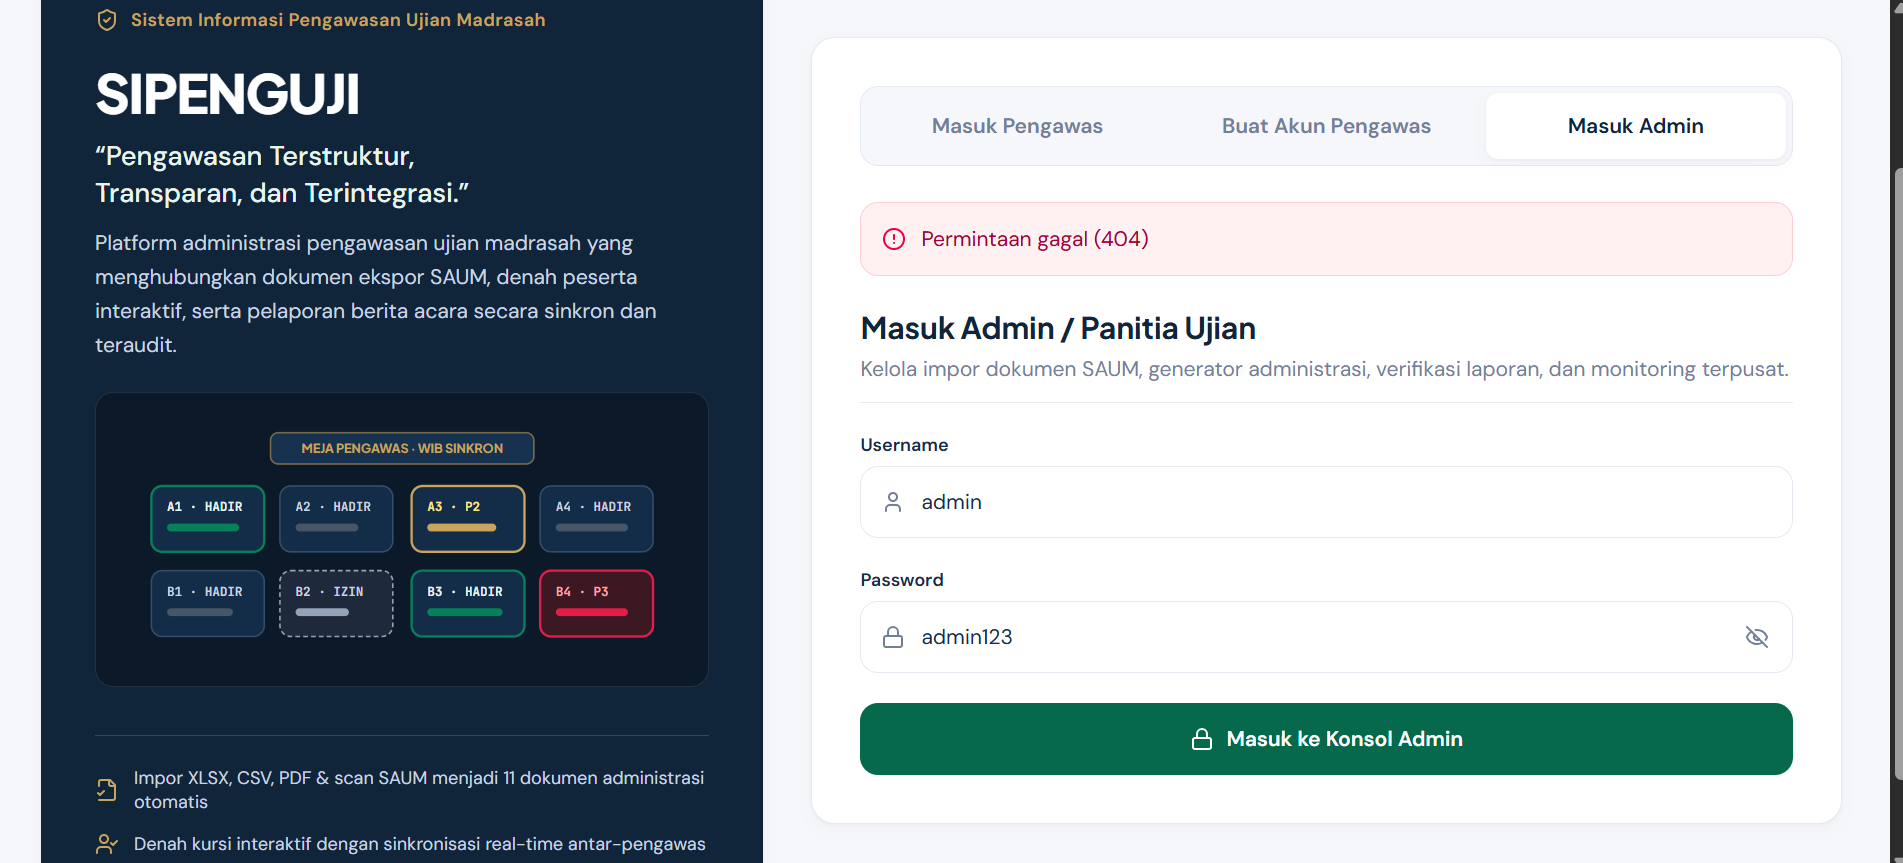 Sistem Informasi Pengawasan Ujian Madrasah
SIPENGUJI
“Pengawasan Terstruktur,
Transparan, dan Terintegrasi.”
Platform administrasi pengawasan ujian madrasah yang
menghubungkan dokumen ekspor SAUM, denah peserta
interaktif, serta pelaporan berita acara secara sinkron dan
teraudit.
MEJA PENGAWAS · WIB SINKRON
A1 · HADIR
A2 · HADIR
A3 · P2
A4 · HADIR
B1 · HADIR
B2 · IZIN
B3 · HADIR
B4 · P3
Impor XLSX, CSV, PDF & scan SAUM menjadi 11 dokumen administrasi
otomatis
Denah kursi interaktif dengan sinkronisasi real-time antar-pengawas
Masuk Pengawas
Buat Akun Pengawas
Masuk Admin
Permintaan gagal (404)
Masuk Admin / Panitia Ujian
Kelola impor dokumen SAUM, generator administrasi, verifikasi laporan, dan monitoring terpusat.
Username
admin
Password
admin123
Masuk ke Konsol Admin